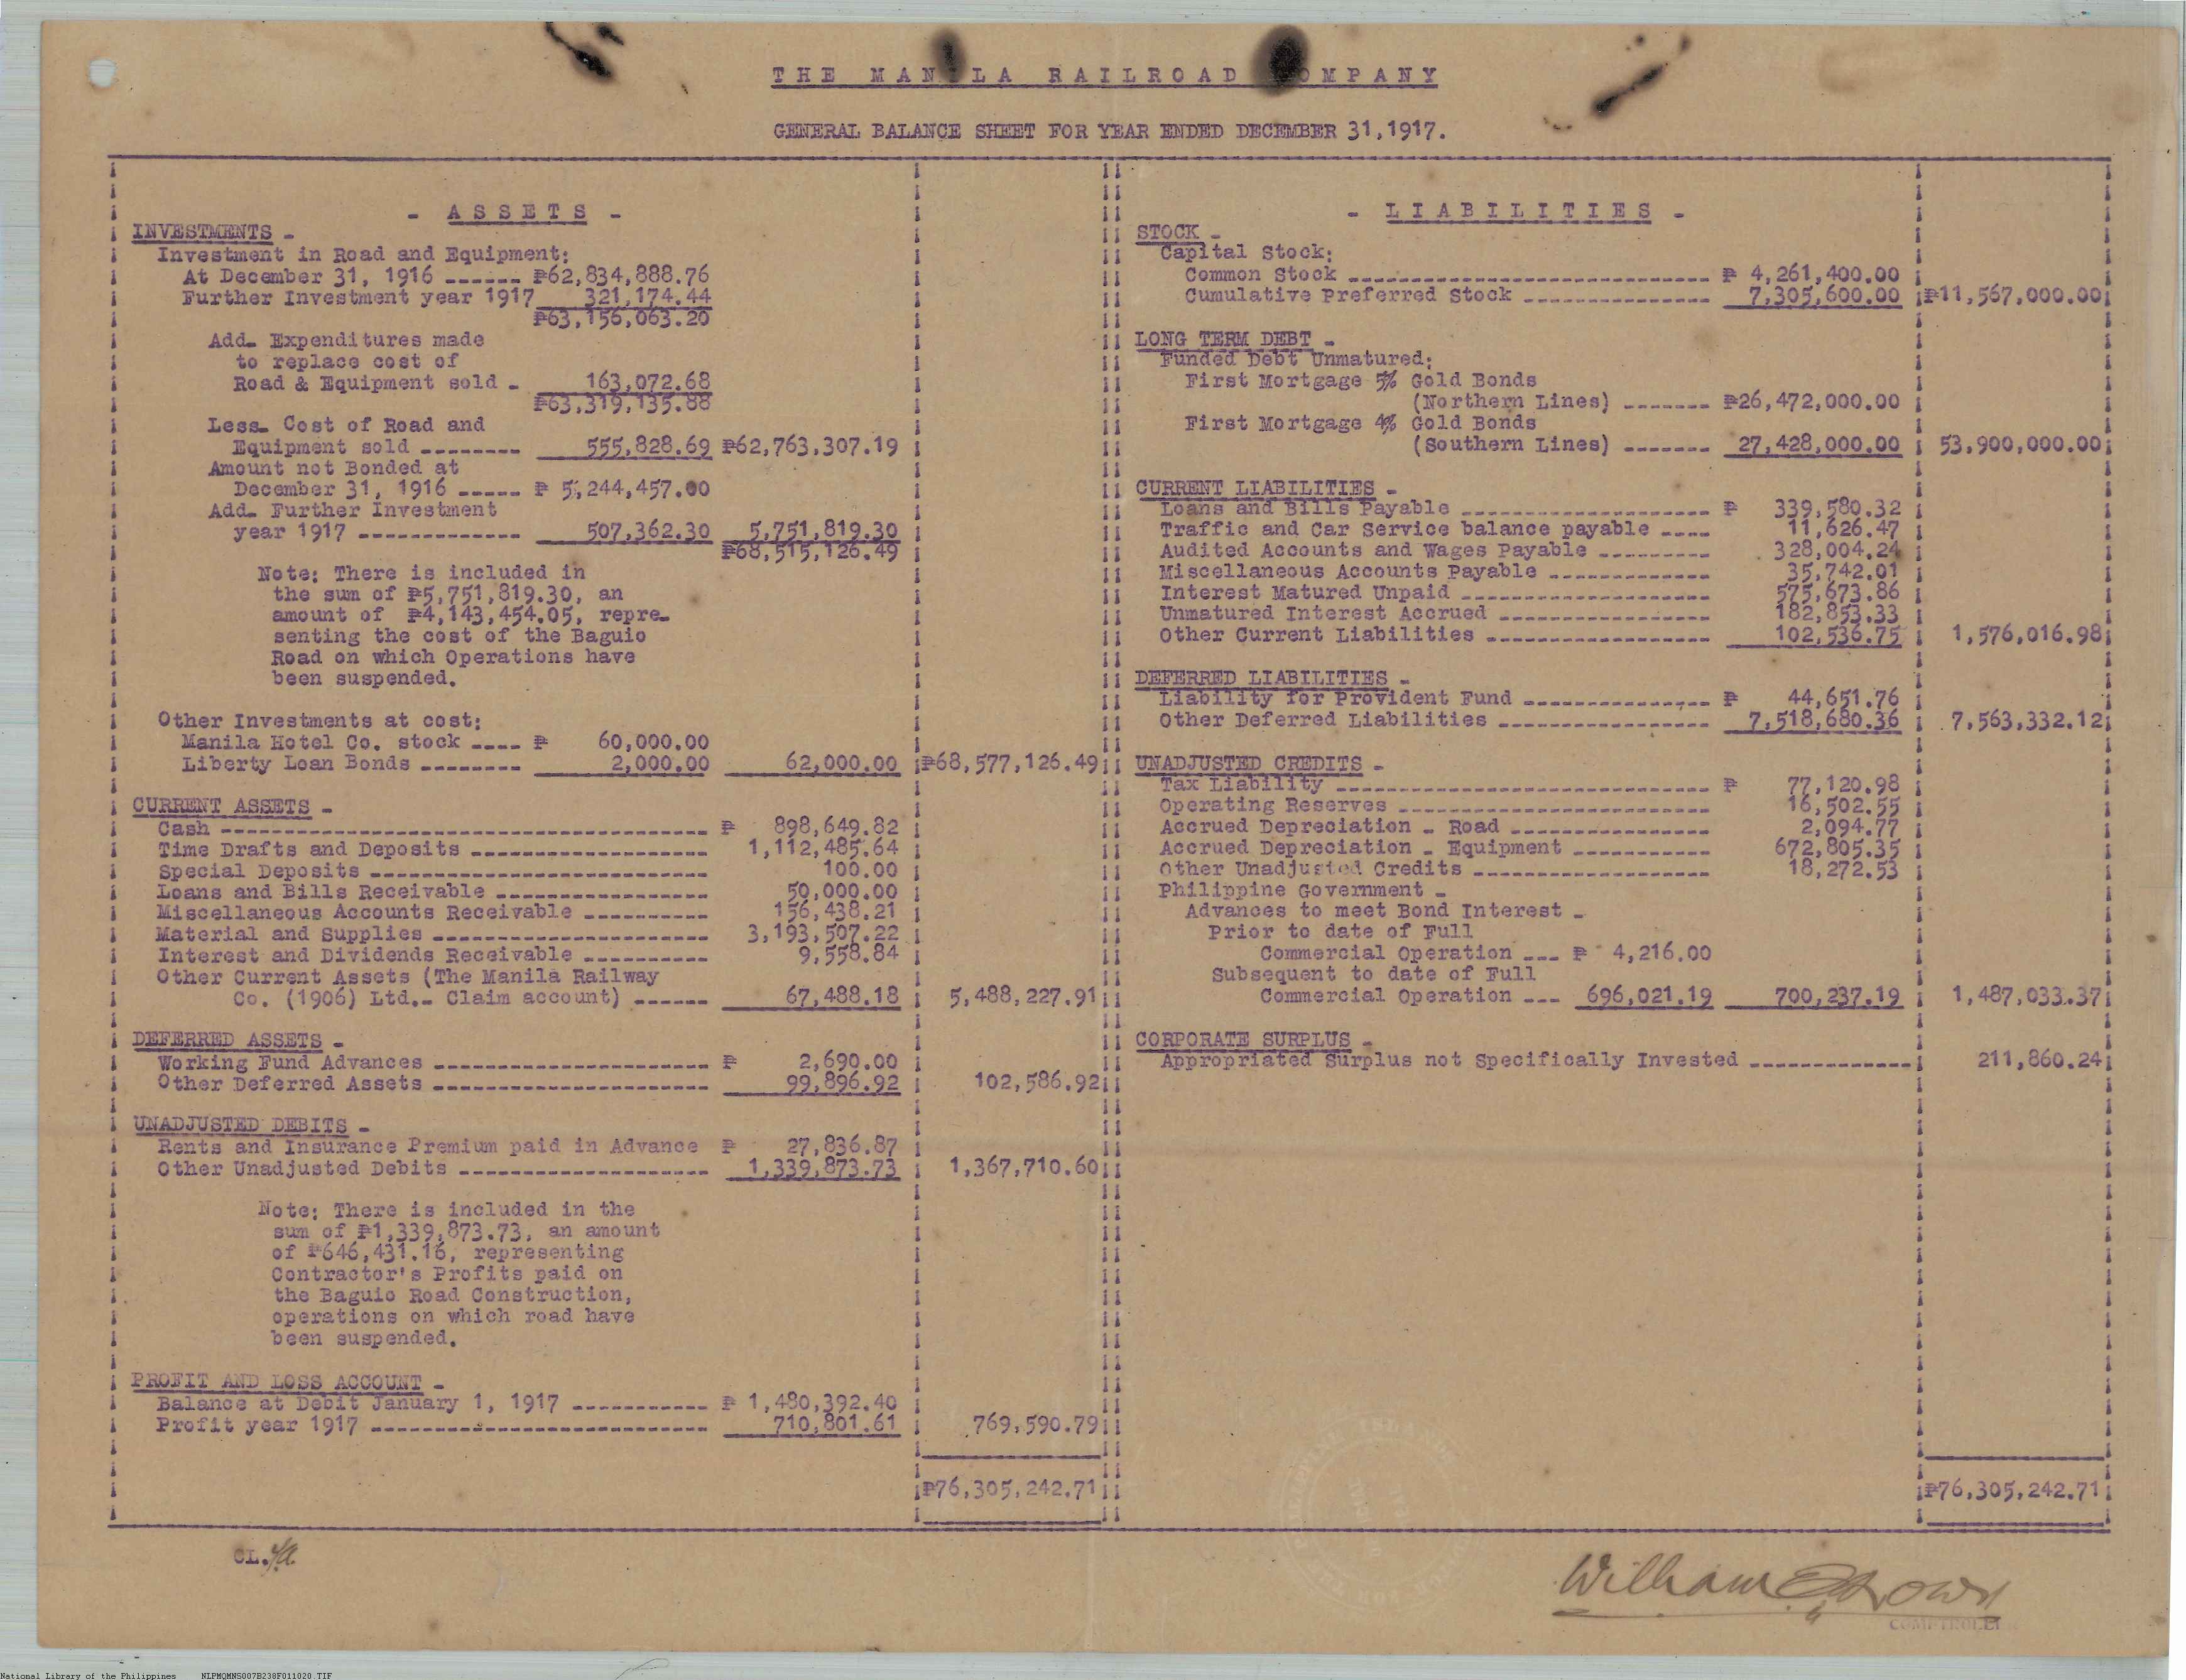 THE MANILA RAILROAD COMPANY
GENERAL BALANCE SHEET FOR YEAR ENDED DECEMBER 31,1917.
- ASSETS -
INVESTMENTS -
Investment in Road and Equipment:
At December 31, 1916 ------ ₱62,834,888.76
Further Investment year 1917 321,174.44
₱63,156,063.20
Add- Expenditures made
to replace cost of
Road & Equipment sold - 163,072.68
₱63,319,135.88
Less- Cost of Road and
Equipment sold -------- 555,828.69 ₱62,763,307.19
Amount not Bonded at
December 31, 1916 ----- ₱ 5,244,457.00
Add- Further Investment
year 1917 ------------- 507,362.30 5,751,819.30
₱68,515,126.49
Note: There is included in
the sum of ₱5,751,819.30, an
amount of ₱4,143,454.05, repre-
senting the cost of the Baguio
Road on which Operations have
been suspended.
Other Investments at cost:
Manila Hotel Co. stock ---- ₱ 60,000.00
Liberty Loan Bonds -------- 2,000.00 62,000.00 ₱68,577,126.49
CURRENT ASSETS -
Cash ---------------------------------------- ₱ 898,649.82
Time Drafts and Deposits -------------------- 1,112,485.64
Special Deposits ---------------------------- 100.00
Loans and Bills Receivable ------------------ 50,000.00
Miscellaneous Accounts Receivable ---------- 156,438.21
Material and Supplies ----------------------- 3,193,507.22
Interest and Dividends Receivable ---------- 9,558.84
Other Current Assets (The Manila Railway
Co. (1906) Ltd.- Claim account) ------ 67,488.18 5,488,227.91
DEFERRED ASSETS -
Working Fund Advances ----------------------- ₱ 2,690.00
Other Deferred Assets ----------------------- 99,896.92 102,586.92
UNADJUSTED DEBITS -
Rents and Insurance Premium paid in Advance ₱ 27,836.87
Other Unadjusted Debits --------------------- 1,339,873.73 1,367,710.60
Note: There is included in the
sum of ₱1,339,873.73, an amount
of ₱646,431.16, representing
Contractor's Profits paid on
the Baguio Road Construction,
operations on which road have
been suspended.
PROFIT AND LOSS ACCOUNT -
Balance at Debit January 1, 1917 ----------- ₱ 1,480,392.40
Profit year 1917 ---------------------------- 710,801.61 769,590.79
₱76,305,242.71
- LIABILITIES -
STOCK -
Capital Stock:
Common Stock ------------------------------ ₱ 4,261,400.00
Cumulative Preferred Stock --------------- 7,305,600.00 ₱11,567,000.00
LONG TERM DEBT -
Funded Debt Unmatured:
First Mortgage 5% Gold Bonds
(Northern Lines) ------- ₱26,472,000.00
First Mortgage 4% Gold Bonds
(Southern Lines) ------- 27,428,000.00 53,900,000.00
CURRENT LIABILITIES -
Loans and Bills Payable --------------------- ₱ 339,580.32
Traffic and Car Service balance payable ---- 11,626.47
Audited Accounts and Wages Payable --------- 328,004.24
Miscellaneous Accounts Payable ------------- 35,742.01
Interest Matured Unpaid --------------------- 575,673.86
Unmatured Interest Accrued ----------------- 182,853.33
Other Current Liabilities ------------------ 102,536.75 1,576,016.98
DEFERRED LIABILITIES -
Liability for Provident Fund --------------- ₱ 44,651.76
Other Deferred Liabilities ----------------- 7,518,680.36 7,563,332.12
UNADJUSTED CREDITS -
Tax Liability ------------------------------- ₱ 77,120.98
Operating Reserves -------------------------- 16,502.55
Accrued Depreciation - Road ---------------- 2,094.77
Accrued Depreciation - Equipment ----------- 672,805.35
Other Unadjusted Credits ------------------- 18,272.53
Philippine Government -
Advances to meet Bond Interest -
Prior to date of Full
Commercial Operation --- ₱ 4,216.00
Subsequent to date of Full
Commercial Operation --- 696,021.19 700,237.19 1,487,033.37
CORPORATE SURPLUS -
Appropriated Surplus not Specifically Invested ------------- 211,860.24
₱76,305,242.71
CL.
William Brown
COMPTROLLER
National Library of the Philippines NLPMQMNS007B238F011020.TIF